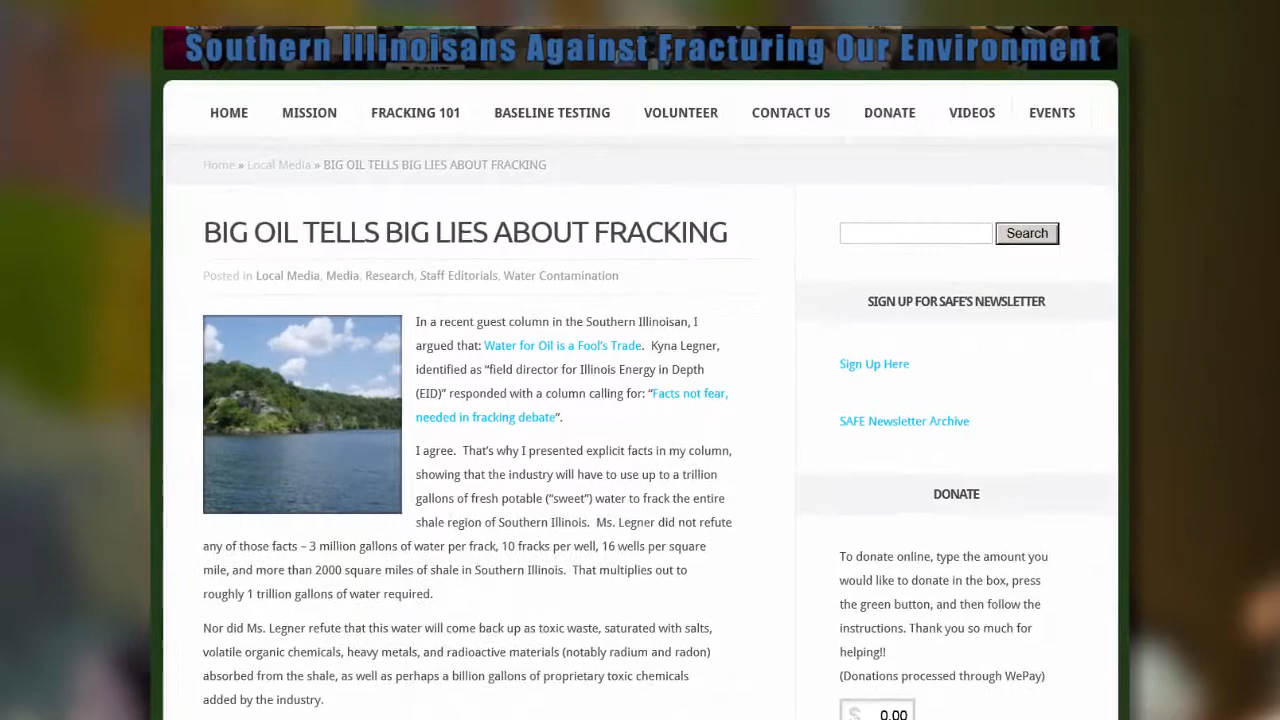 Southern Illinoisans Against Fracturing Our Environment
HOME MISSION FRACKING 101 BASELINE TESTING VOLUNTEER CONTACT US DONATE VIDEOS EVENTS
Home » Local Media » BIG OIL TELLS BIG LIES ABOUT FRACKING
BIG OIL TELLS BIG LIES ABOUT FRACKING
Posted in Local Media, Media, Research, Staff Editorials, Water Contamination
In a recent guest column in the Southern Illinoisan, I
argued that: Water for Oil is a Fool's Trade. Kyna Legner,
identified as “field director for Illinois Energy in Depth
(EID)” responded with a column calling for: “Facts not fear,
needed in fracking debate”.
I agree. That's why I presented explicit facts in my column,
showing that the industry will have to use up to a trillion
gallons of fresh potable (“sweet”) water to frack the entire
shale region of Southern Illinois. Ms. Legner did not refute
any of those facts – 3 million gallons of water per frack, 10 fracks per well, 16 wells per square
mile, and more than 2000 square miles of shale in Southern Illinois. That multiplies out to
roughly 1 trillion gallons of water required.
Nor did Ms. Legner refute that this water will come back up as toxic waste, saturated with salts,
volatile organic chemicals, heavy metals, and radioactive materials (notably radium and radon)
absorbed from the shale, as well as perhaps a billion gallons of proprietary toxic chemicals
added by the industry.
Search
SIGN UP FOR SAFE'S NEWSLETTER
Sign Up Here
SAFE Newsletter Archive
DONATE
To donate online, type the amount you
would like to donate in the box, press
the green button, and then follow the
instructions. Thank you so much for
helping!!
(Donations processed through WePay)
$ 0.00